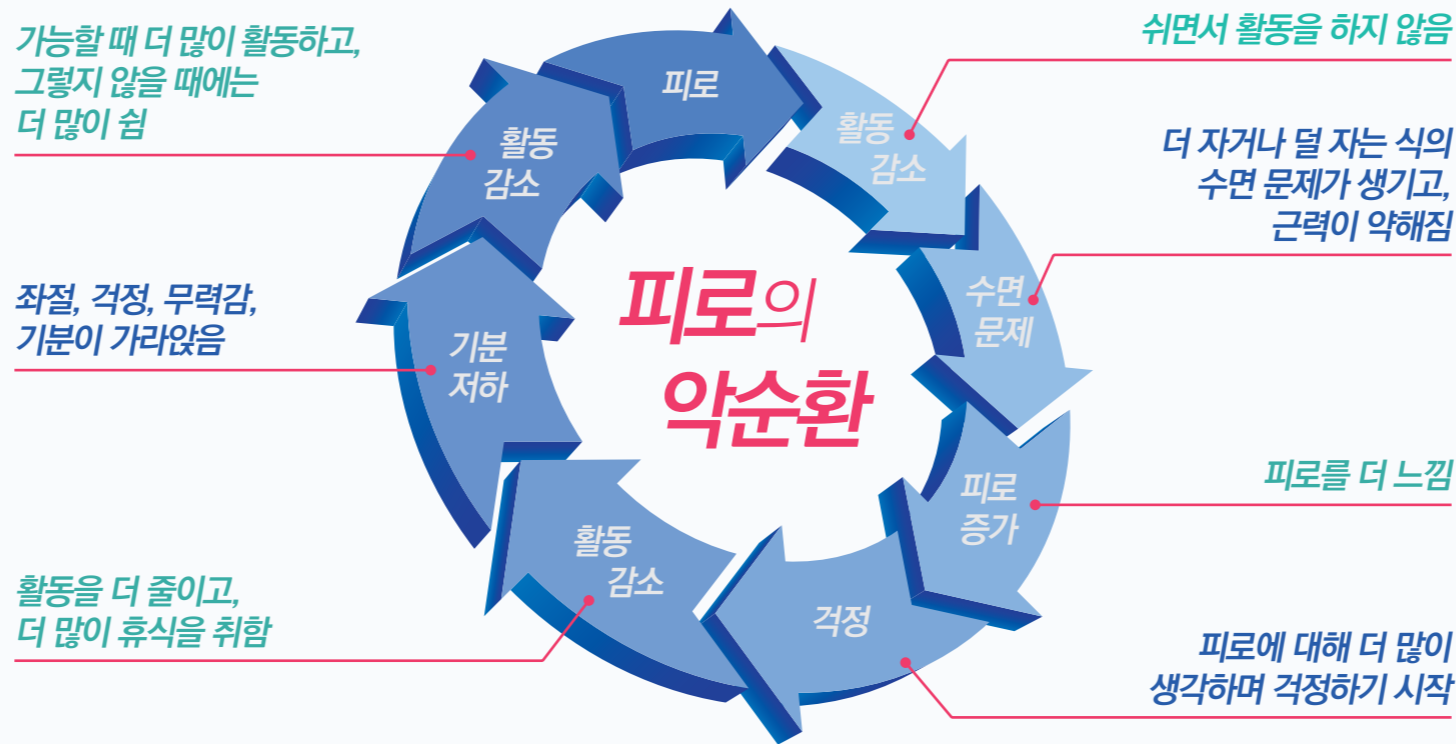 피로의
악순환
피로
활동
감소
쉬면서 활동을 하지 않음
수면
문제
더 자거나 덜 자는 식의
수면 문제가 생기고,
근력이 약해짐
피로
증가
피로를 더 느낌
걱정
피로에 대해 더 많이
생각하며 걱정하기 시작
활동
감소
활동을 더 줄이고,
더 많이 휴식을 취함
기분
저하
좌절, 걱정, 무력감,
기분이 가라앉음
활동
감소
가능할 때 더 많이 활동하고,
그렇지 않을 때에는
더 많이 쉼